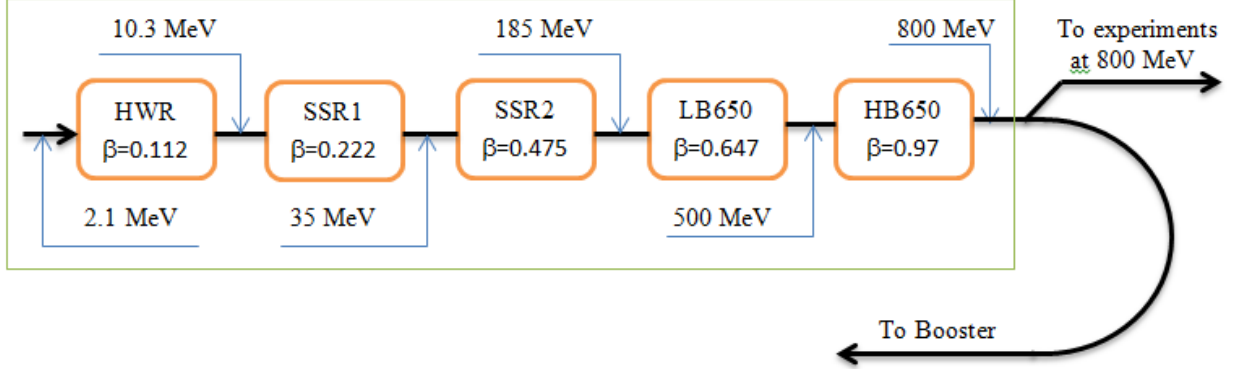 10.3 MeV
185 MeV
800 MeV
To experiments
at 800 MeV
HWR
β=0.112
SSR1
β=0.222
SSR2
β=0.475
LB650
β=0.647
HB650
β=0.97
2.1 MeV
35 MeV
500 MeV
To Booster